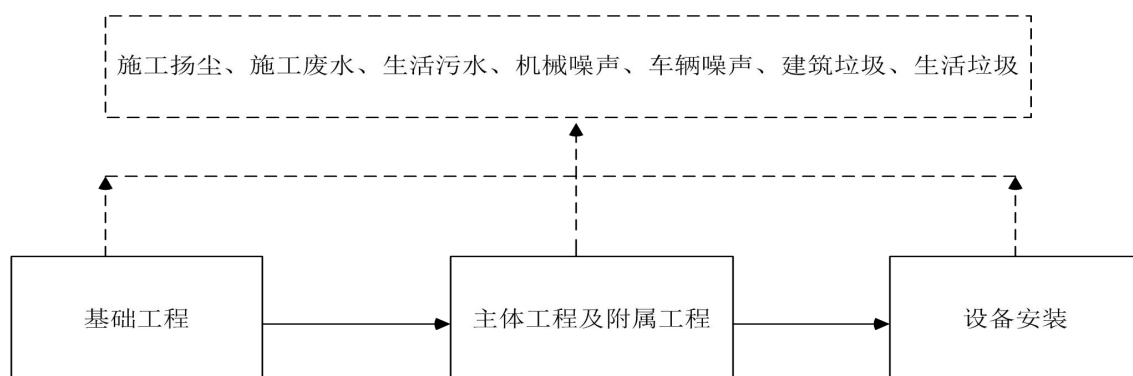 施工扬尘、施工废水、生活污水、机械噪声、车辆噪声、建筑垃圾、生活垃圾
基础工程
主体工程及附属工程
设备安装